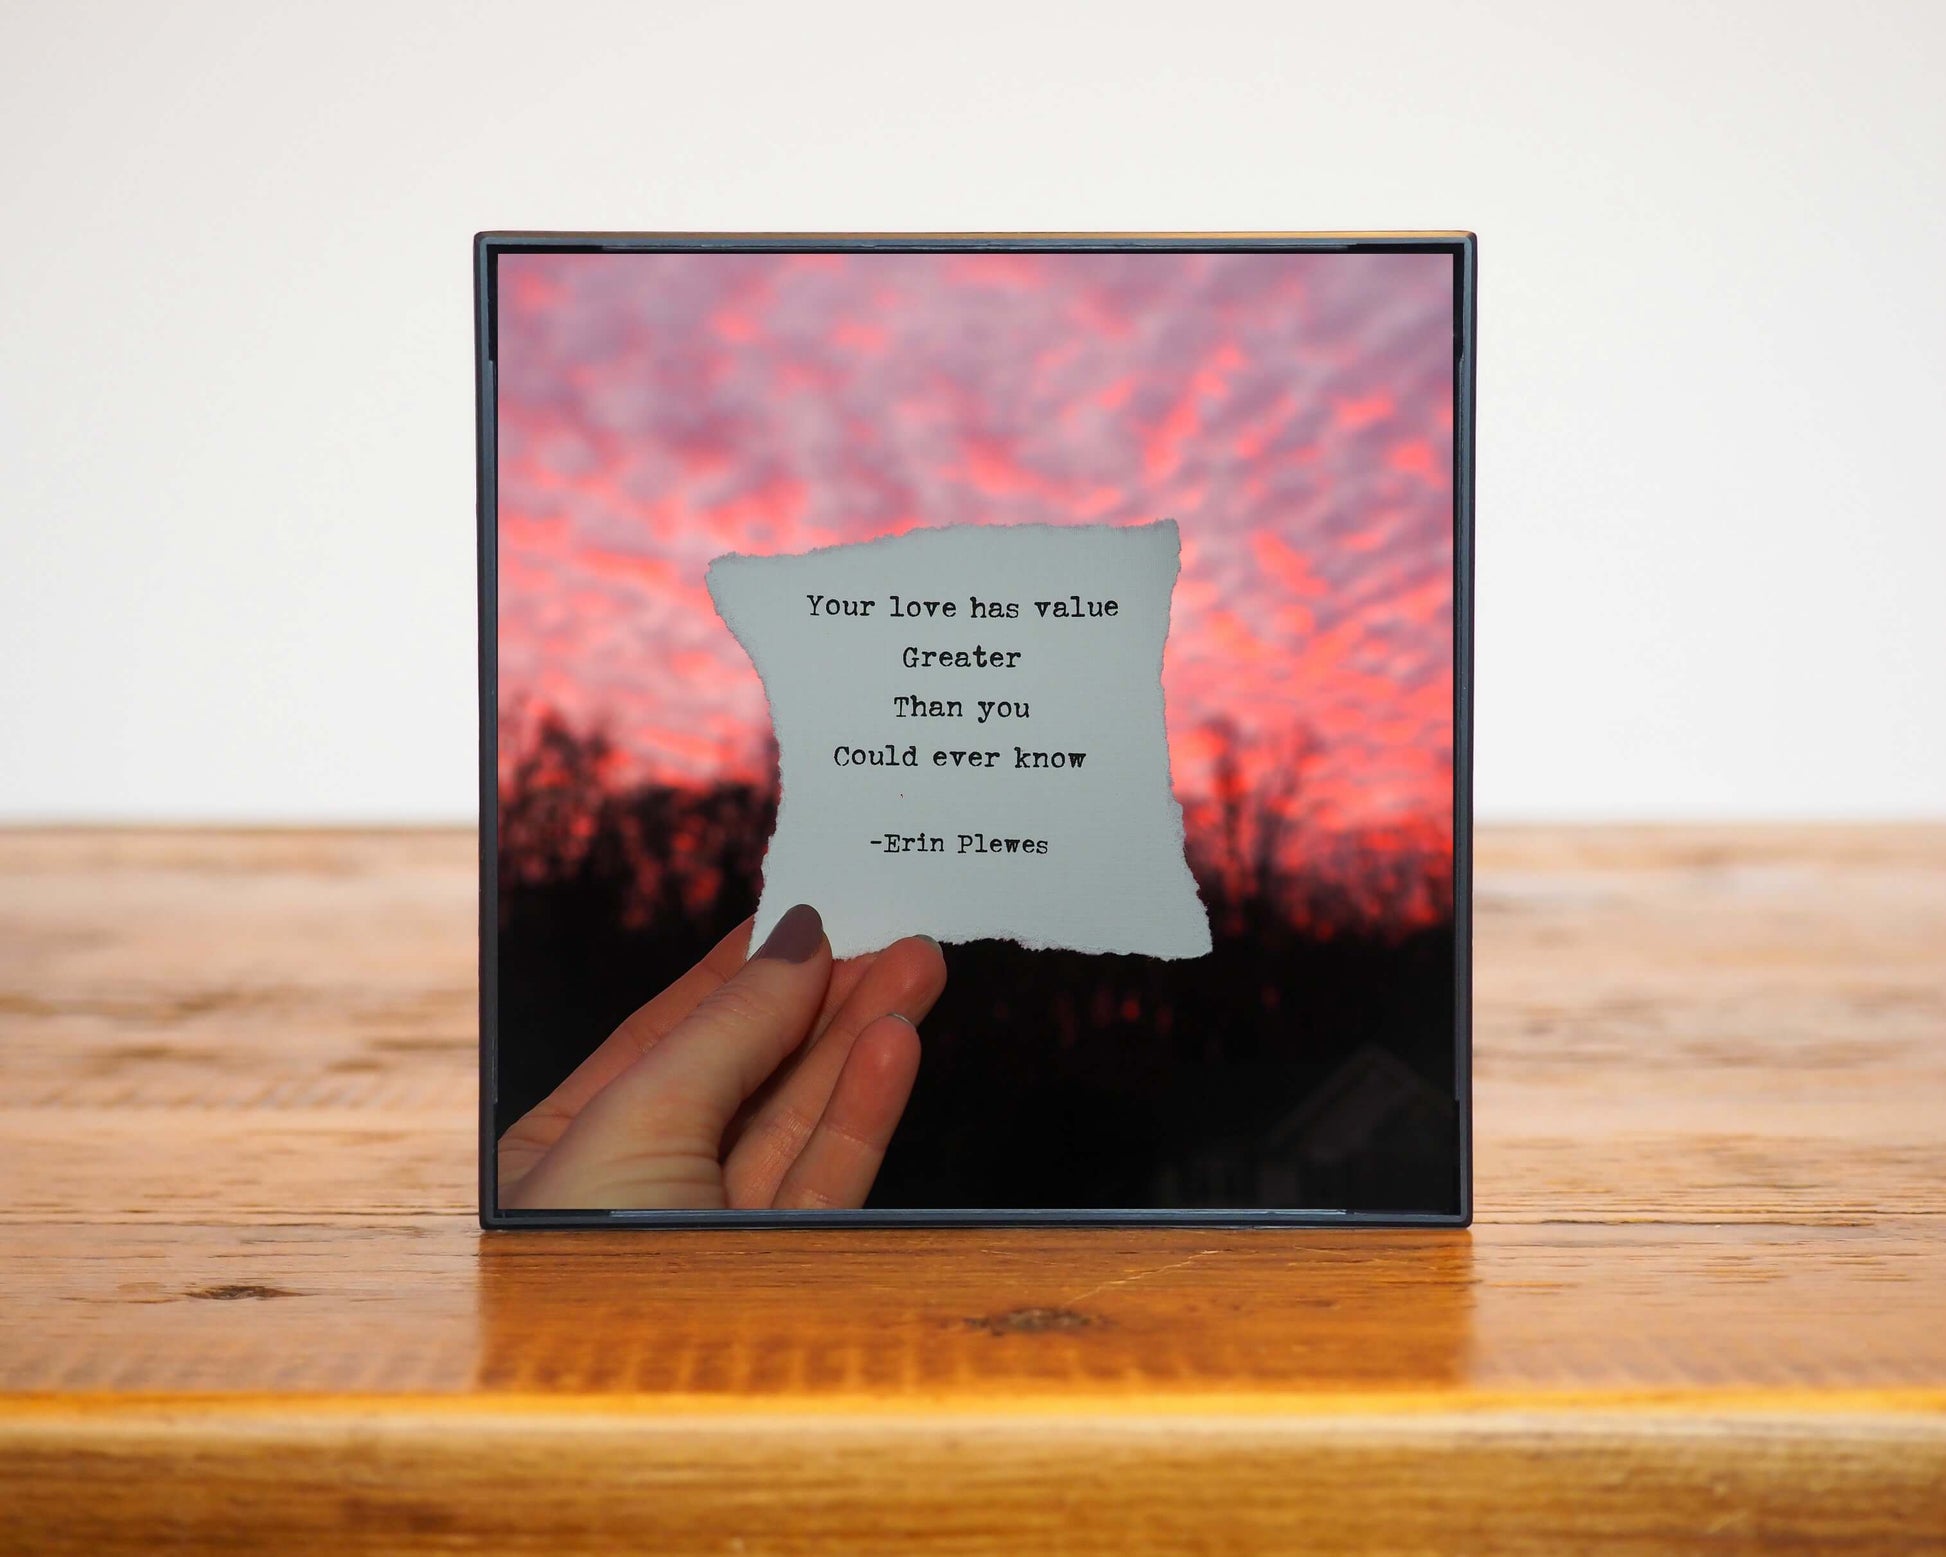 Your love has value
Greater
Than you
Could ever know
-Erin Plewes